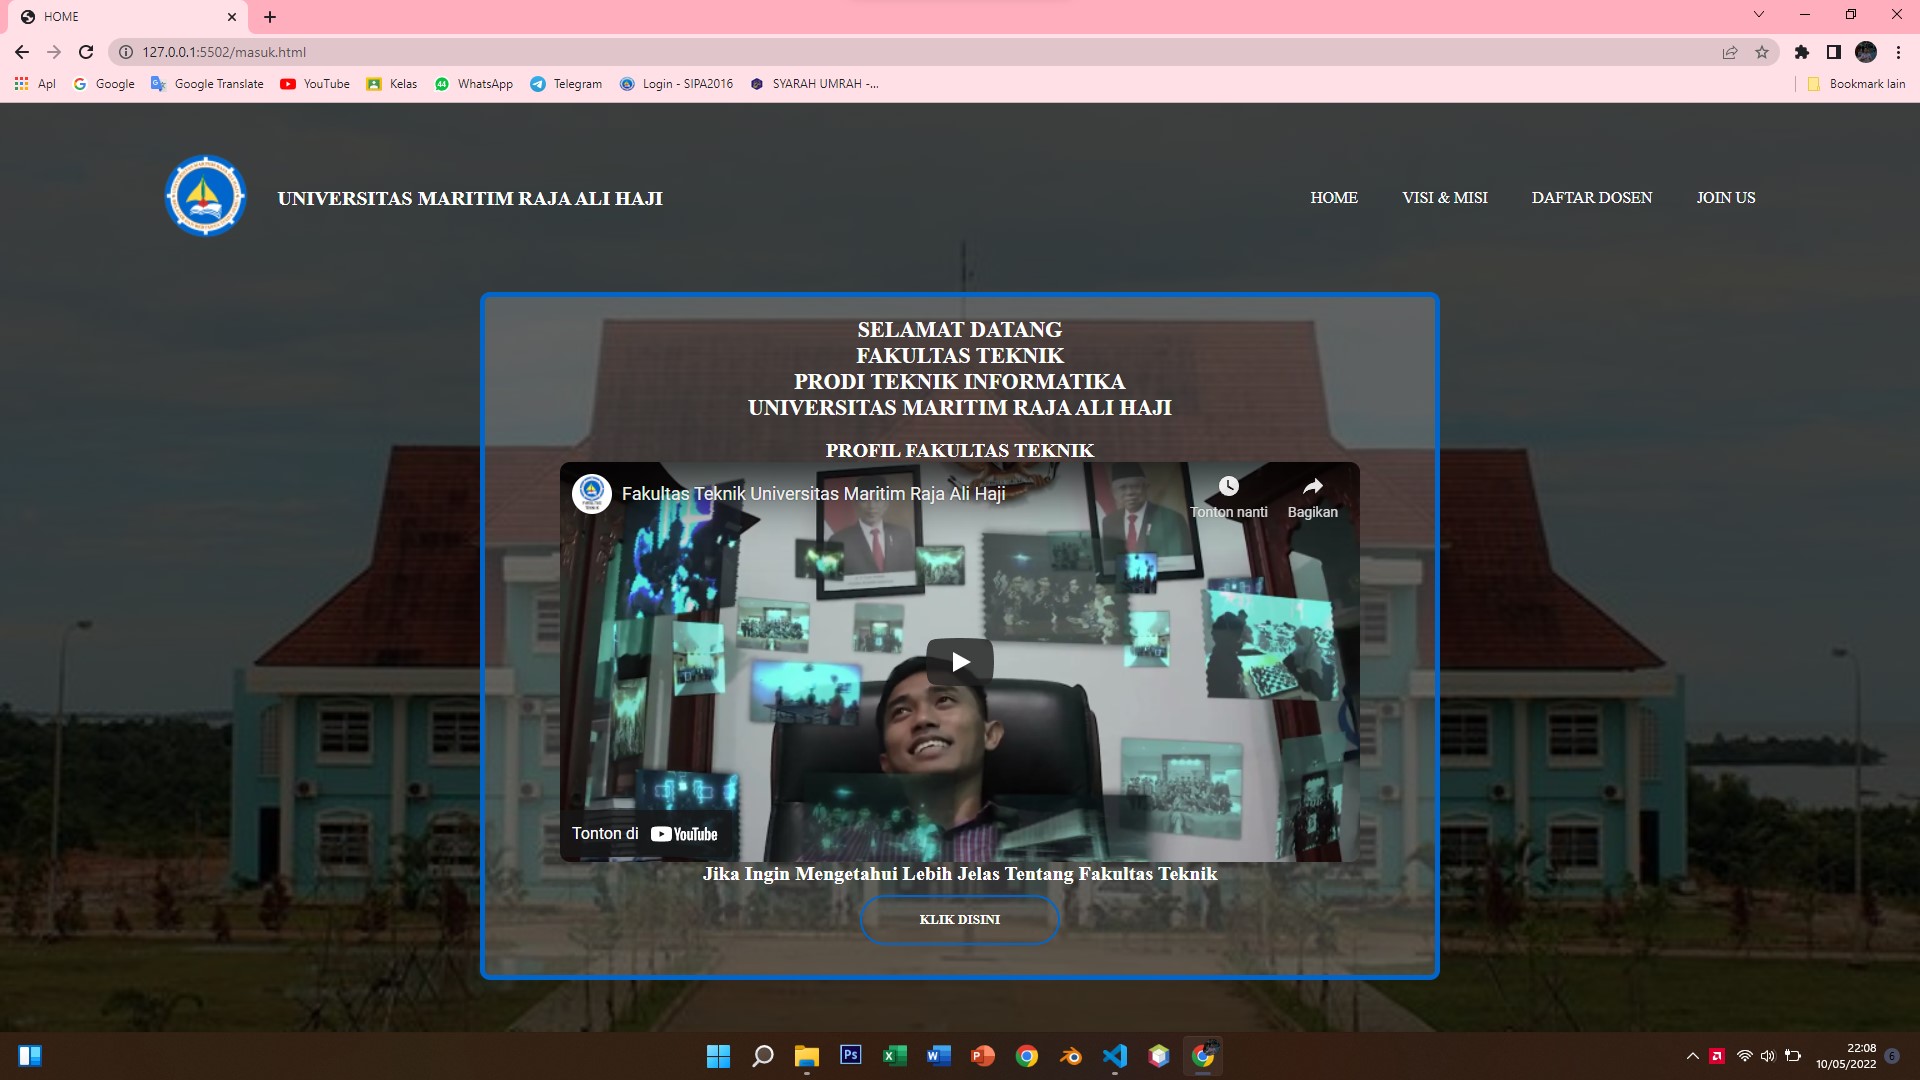 HOME
127.0.0.1:5502/masuk.html
Apl
Google
Google Translate
YouTube
Kelas
44
WhatsApp
Telegram
Login - SIPA2016
SYARAH UMRAH -...
Bookmark lain
UNIVERSITAS MARITIM RAJA ALI HAJI
HOME
VISI & MISI
DAFTAR DOSEN
JOIN US
SELAMAT DATANG
FAKULTAS TEKNIK
PRODI TEKNIK INFORMATIKA
UNIVERSITAS MARITIM RAJA ALI HAJI
PROFIL FAKULTAS TEKNIK
Fakultas Teknik Universitas Maritim Raja Ali Haji
Tonton nanti
Bagikan
Tonton di YouTube
Jika Ingin Mengetahui Lebih Jelas Tentang Fakultas Teknik
KLIK DISINI
Ps
X
W
P
22:08
10/05/2022
6